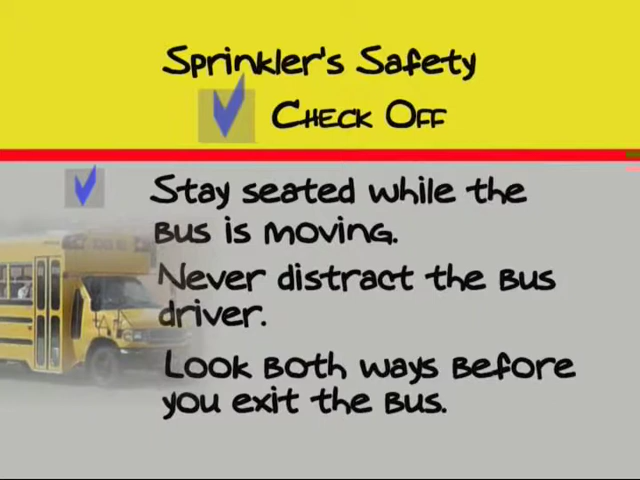 Sprinkler's Safety
Check Off
Stay seated while the
bus is moving.
Never distract the bus
driver.
Look both ways before
you exit the bus.